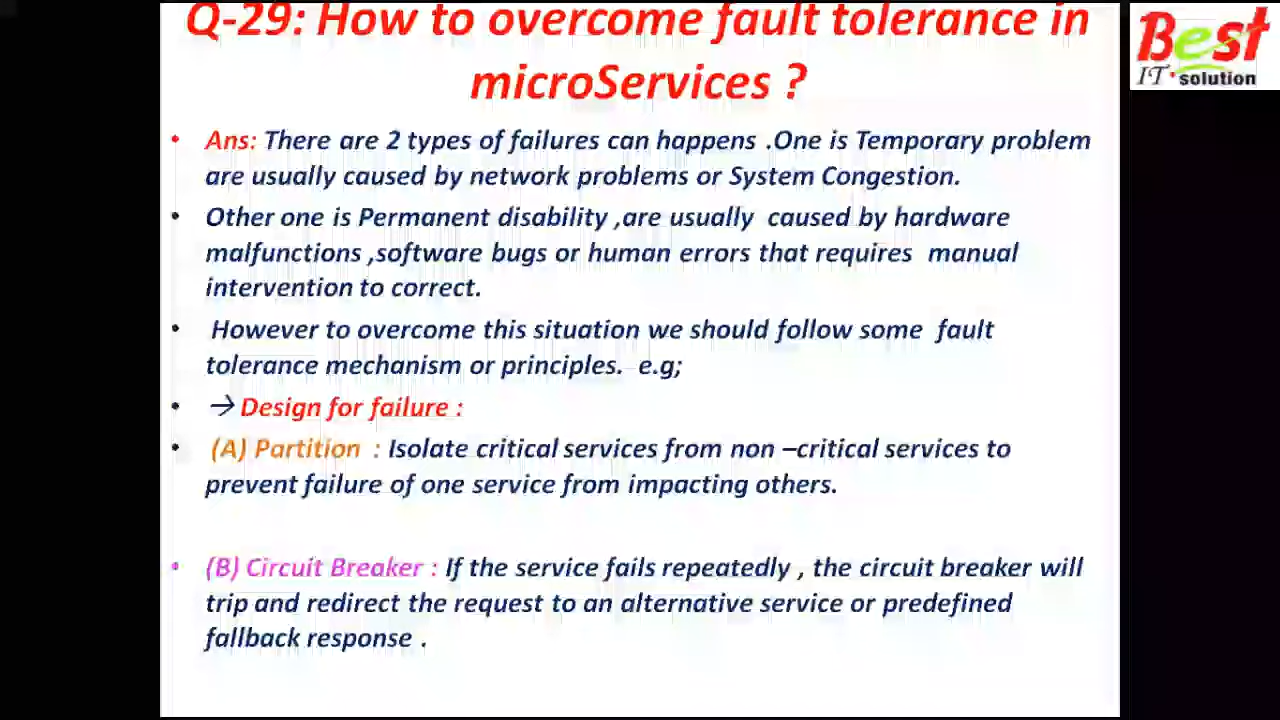 Q-29: How to overcome fault tolerance in
microServices ?
Best
IT solution
• Ans: There are 2 types of failures can happens .One is Temporary problem
are usually caused by network problems or System Congestion.
• Other one is Permanent disability ,are usually caused by hardware
malfunctions ,software bugs or human errors that requires manual
intervention to correct.
• However to overcome this situation we should follow some fault
tolerance mechanism or principles. e.g;
• → Design for failure :
• (A) Partition : Isolate critical services from non –critical services to
prevent failure of one service from impacting others.
• (B) Circuit Breaker : If the service fails repeatedly , the circuit breaker will
trip and redirect the request to an alternative service or predefined
fallback response .